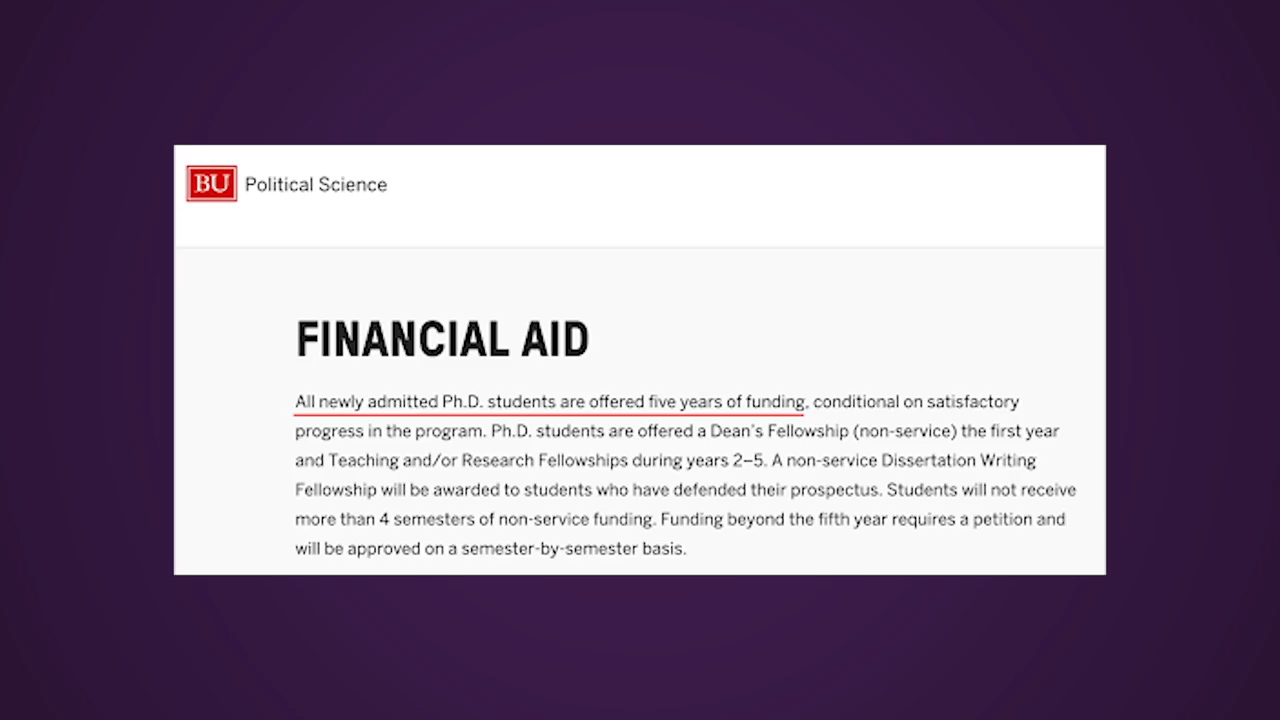 BU Political Science
FINANCIAL AID
All newly admitted Ph.D. students are offered five years of funding, conditional on satisfactory
progress in the program. Ph.D. students are offered a Dean's Fellowship (non-service) the first year
and Teaching and/or Research Fellowships during years 2–5. A non-service Dissertation Writing
Fellowship will be awarded to students who have defended their prospectus. Students will not receive
more than 4 semesters of non-service funding. Funding beyond the fifth year requires a petition and
will be approved on a semester-by-semester basis.